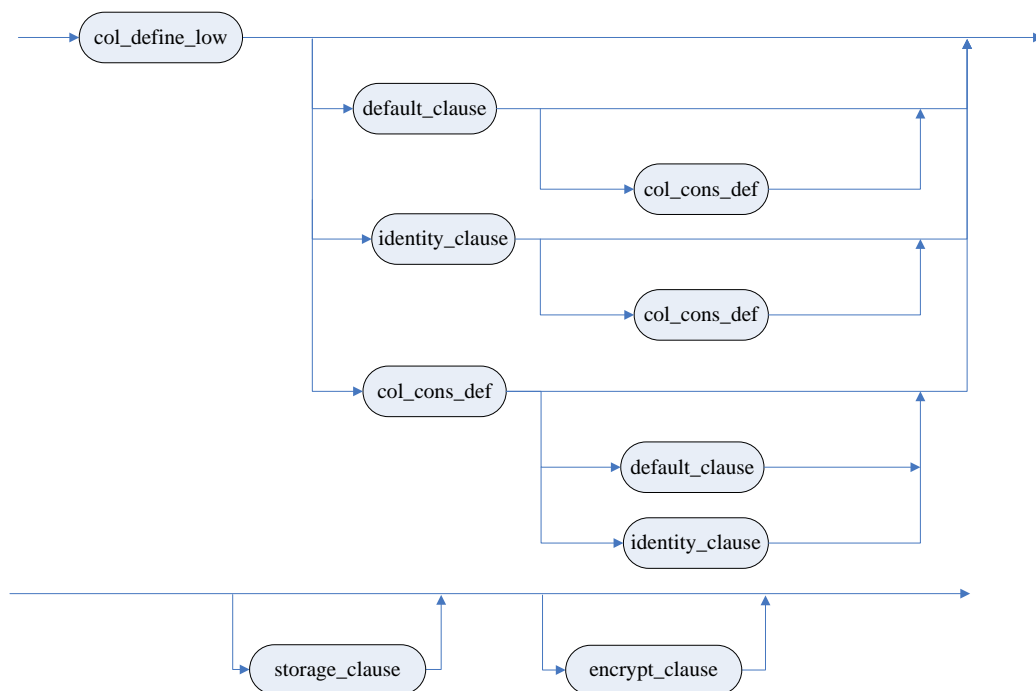 col_define_low
default_clause
col_cons_def
identity_clause
col_cons_def
col_cons_def
default_clause
identity_clause
storage_clause encrypt_clause